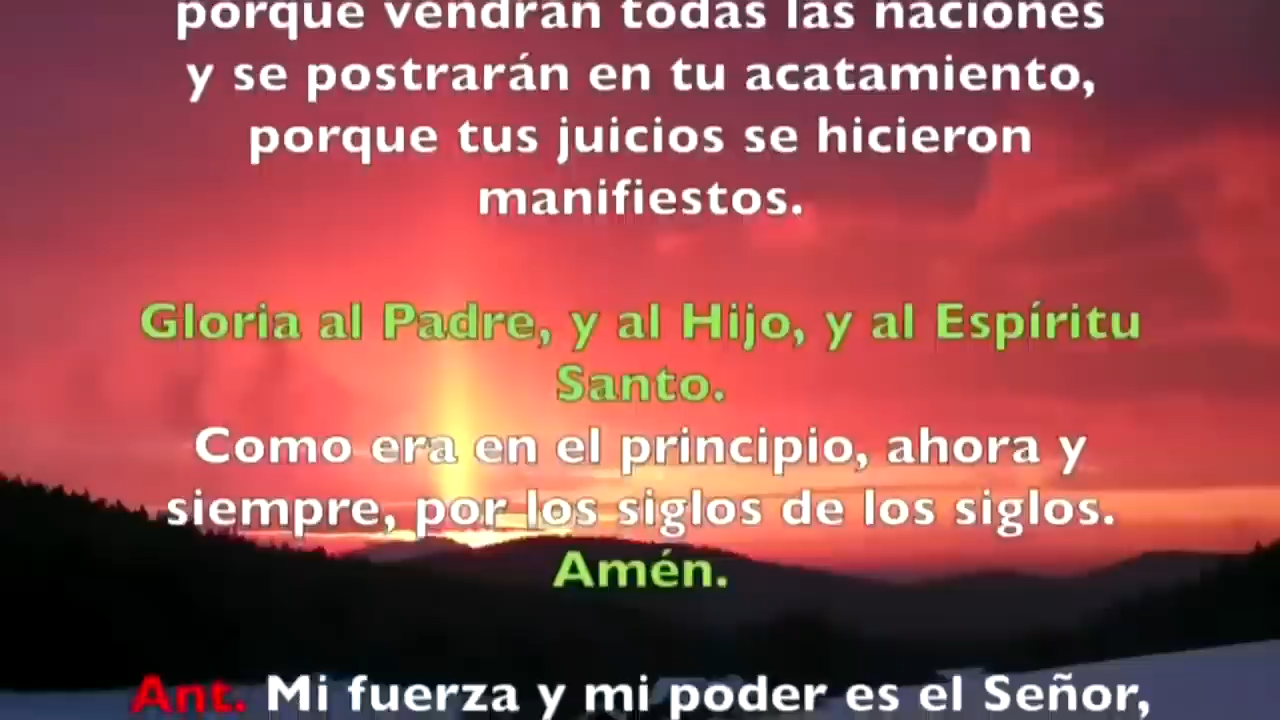 porque vendrán todas las naciones
y se postrarán en tu acatamiento,
porque tus juicios se hicieron
manifiestos.
Gloria al Padre, y al Hijo, y al Espíritu
Santo.
Como era en el principio, ahora y
siempre, por los siglos de los siglos.
Amén.
Ant. Mi fuerza y mi poder es el Señor,